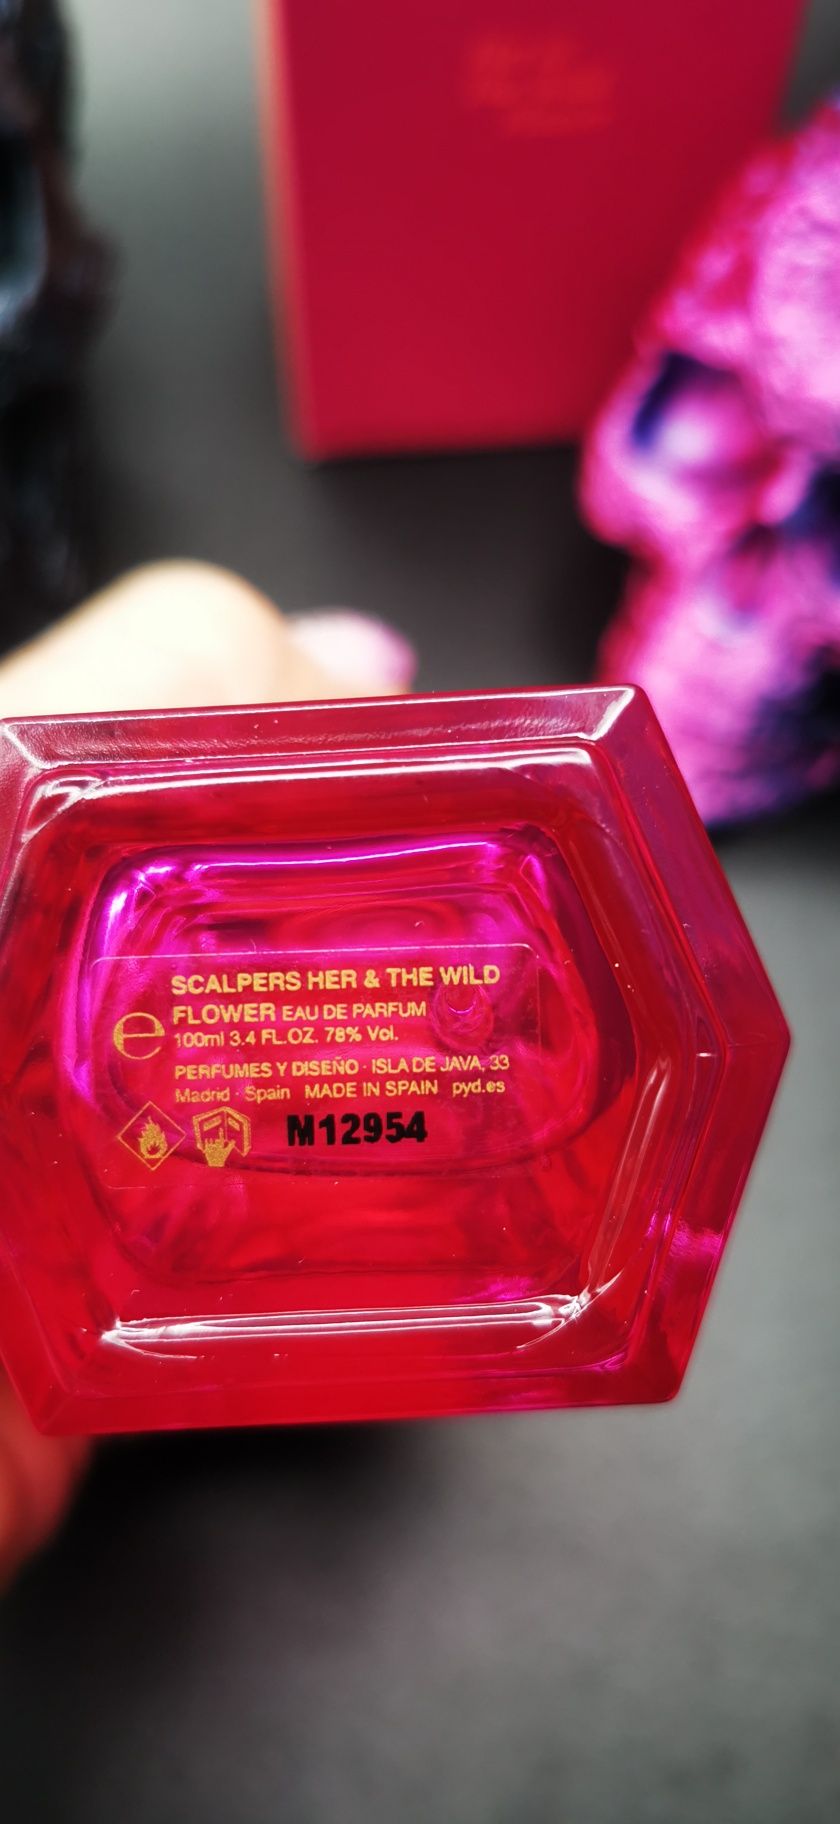 SCALPERS HER & THE WILD
FLOWER EAU DE PARFUM
e 100ml 3.4 FL.OZ. 78% Vol.
PERFUMES Y DISEÑO · ISLA DE JAVA, 33
Madrid · Spain MADE IN SPAIN pyd.es
M12954